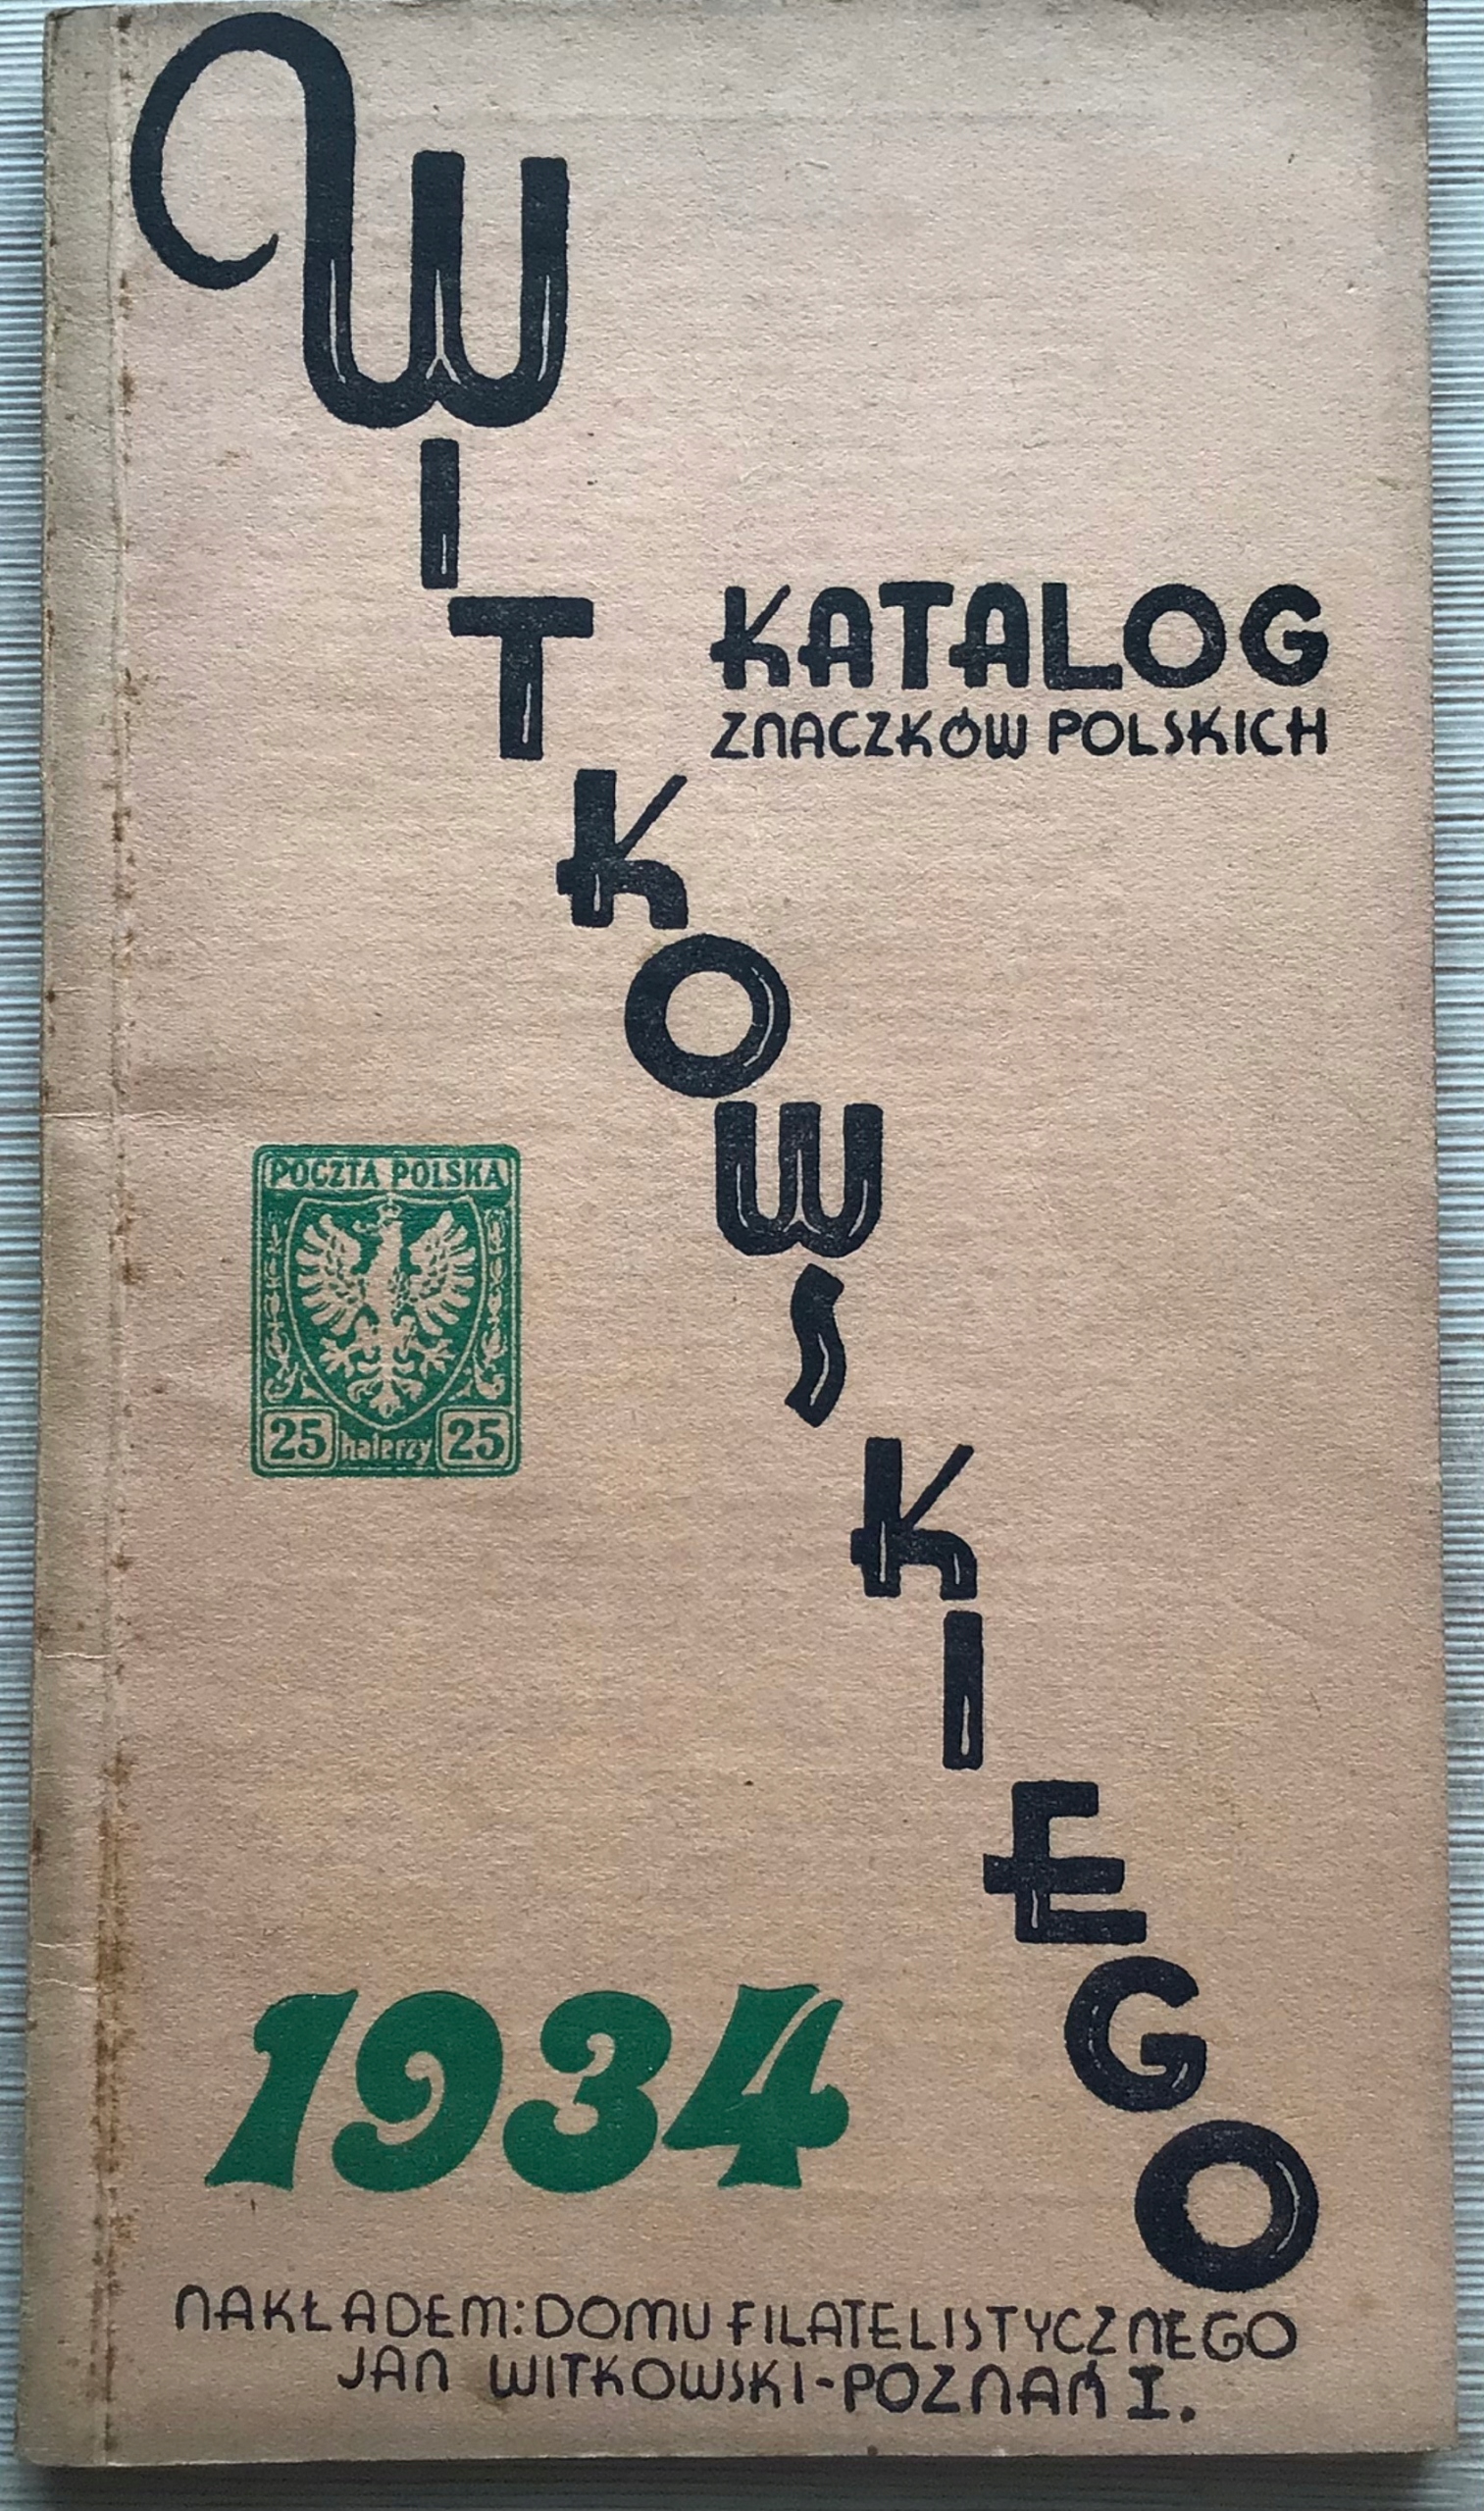 WITKOWSKIEGO
KATALOG
ZNACZKÓW POLSKICH
POCZTA POLSKA
25 halerzy 25
1934
NAKŁADEM: DOMU FILATELISTYCZNEGO
JAN WITKOWSKI-POZNAŃ I.